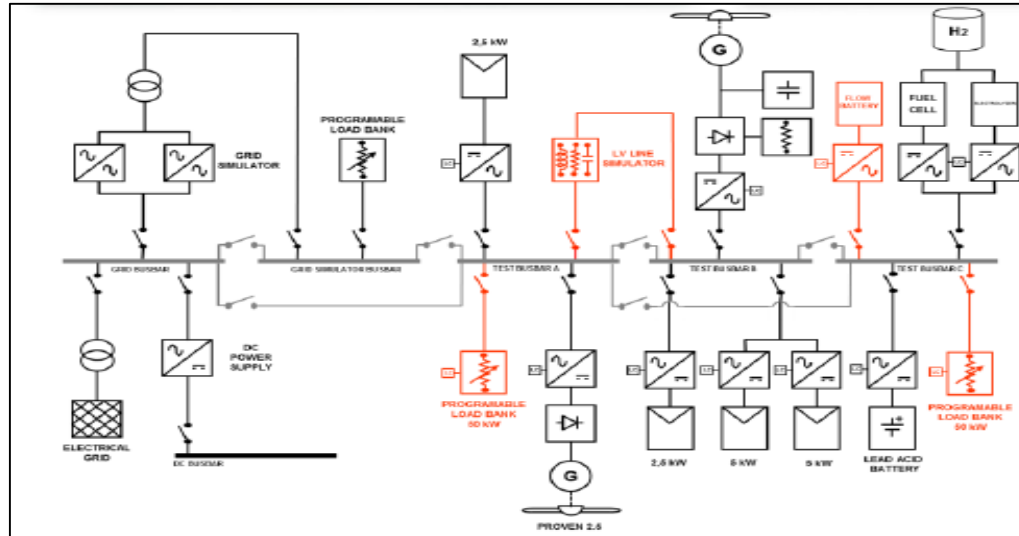 2,5 kW
G
H2
PROGRAMABLE
LOAD BANK
GRID
SIMULATOR
LV LINE
SIMULATOR
FLOW
BATTERY
FUEL
CELL
ELECTROLYSER
GRID BUSBAR
GRID SIMULATOR BUSBAR
TEST BUSBAR A
TEST BUSBAR B
TEST BUSBAR C
DC
POWER
SUPPLY
ELECTRICAL
GRID
DC BUSBAR
PROGRAMABLE
LOAD BANK
50 kW
G
PROVEN 2.5
2,5 kW
5 kW
5 kW
LEAD ACID
BATTERY
PROGRAMABLE
LOAD BANK
50 kW